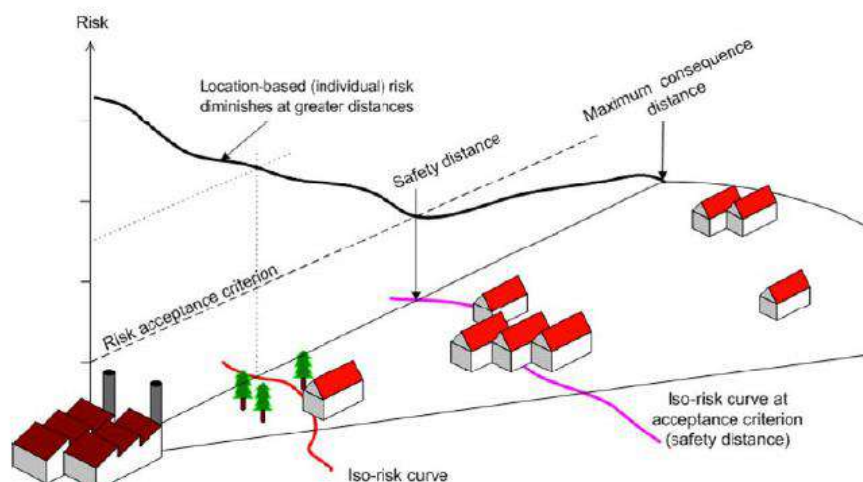 Risk
Location-based (individual) risk
diminishes at greater distances
Safety distance
Maximum consequence
distance
Risk acceptance criterion
Iso-risk curve at
acceptance criterion
(safety distance)
Iso-risk curve